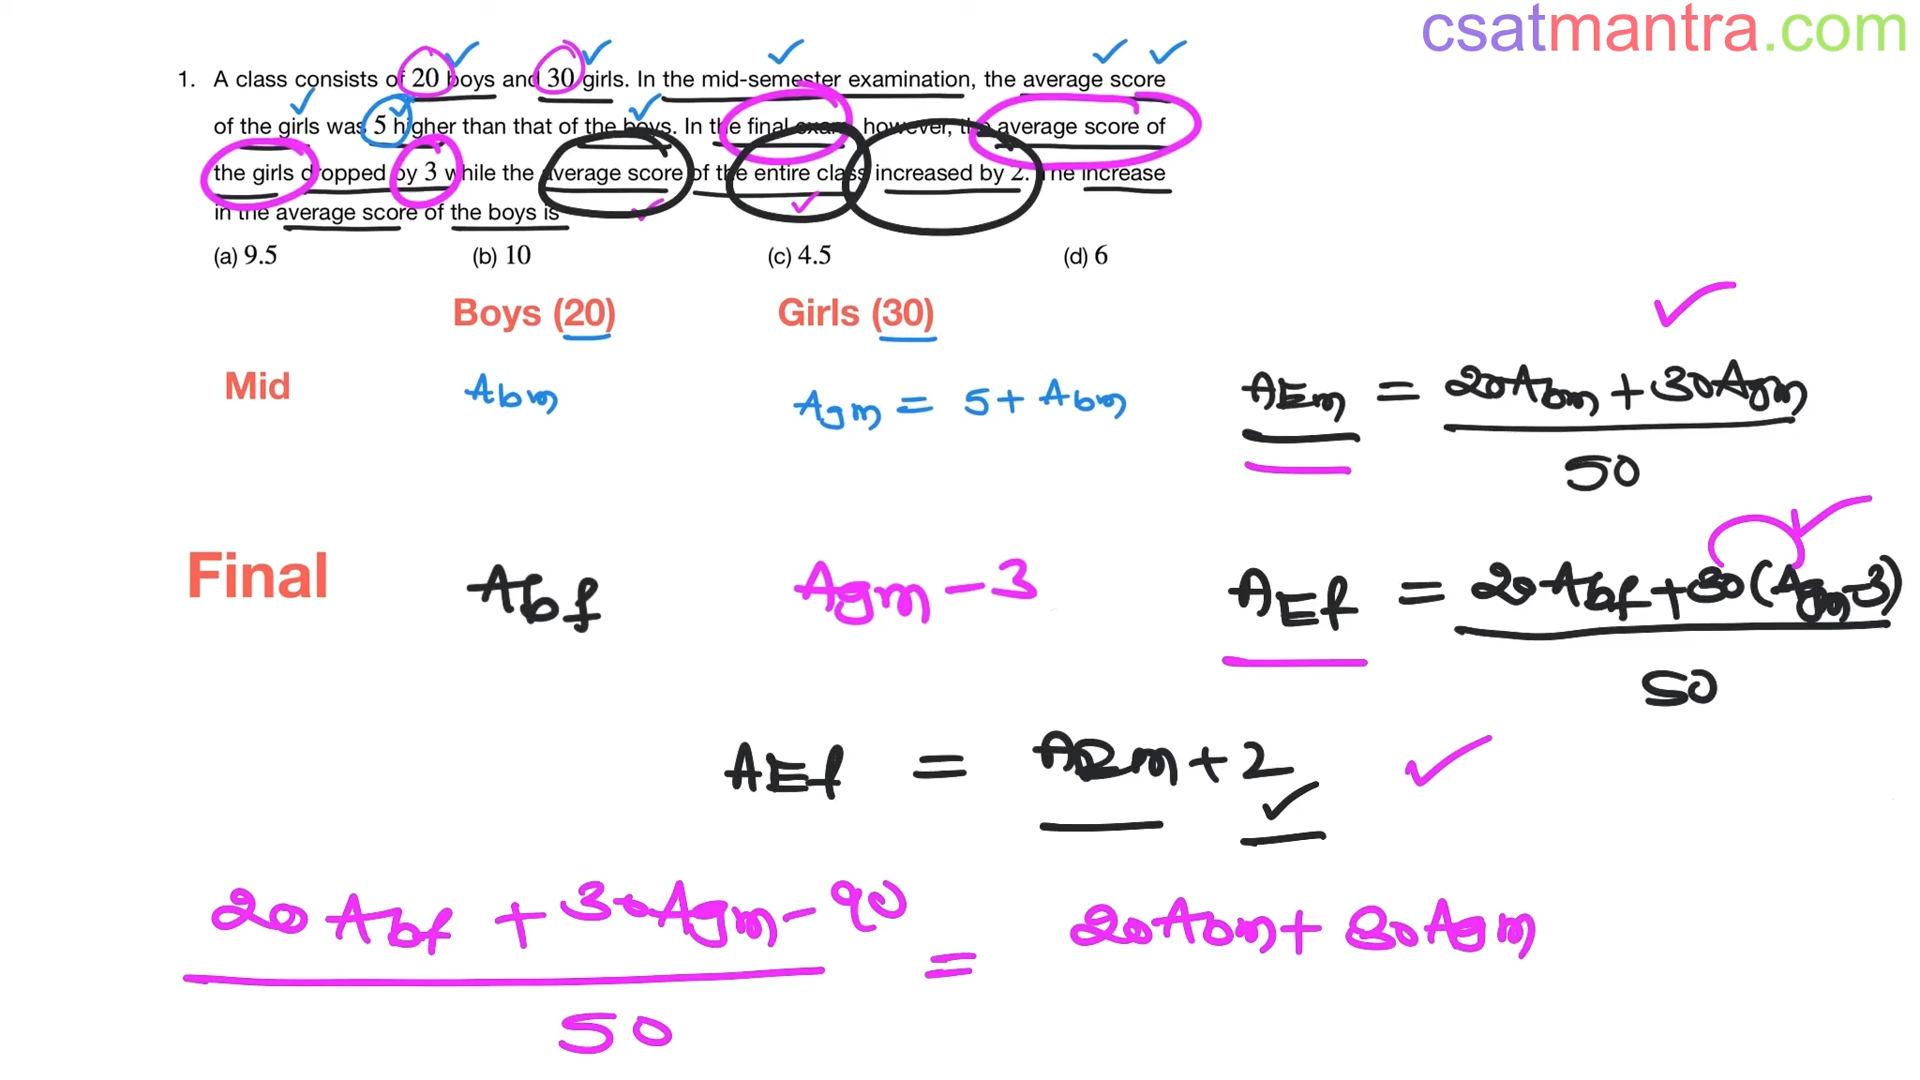 csatmantra.com
1. A class consists of 20 boys and 30 girls. In the mid-semester examination, the average score
of the girls was 5 higher than that of the boys. In the final exam, however, the average score of
the girls dropped by 3 while the average score of the entire class increased by 2. The increase
in the average score of the boys is
(a) 9.5 (b) 10 (c) 4.5 (d) 6
Boys (20) Girls (30)
Mid Abm Agm = 5 + Abm AEm = 20Abm + 30Agm
50
Final Abf Agm - 3 AEf = 20Abf + 30(Agm-3)
50
AEf = AEm + 2
20Abf + 30Agm - 90 = 20Abm + 30Agm
50